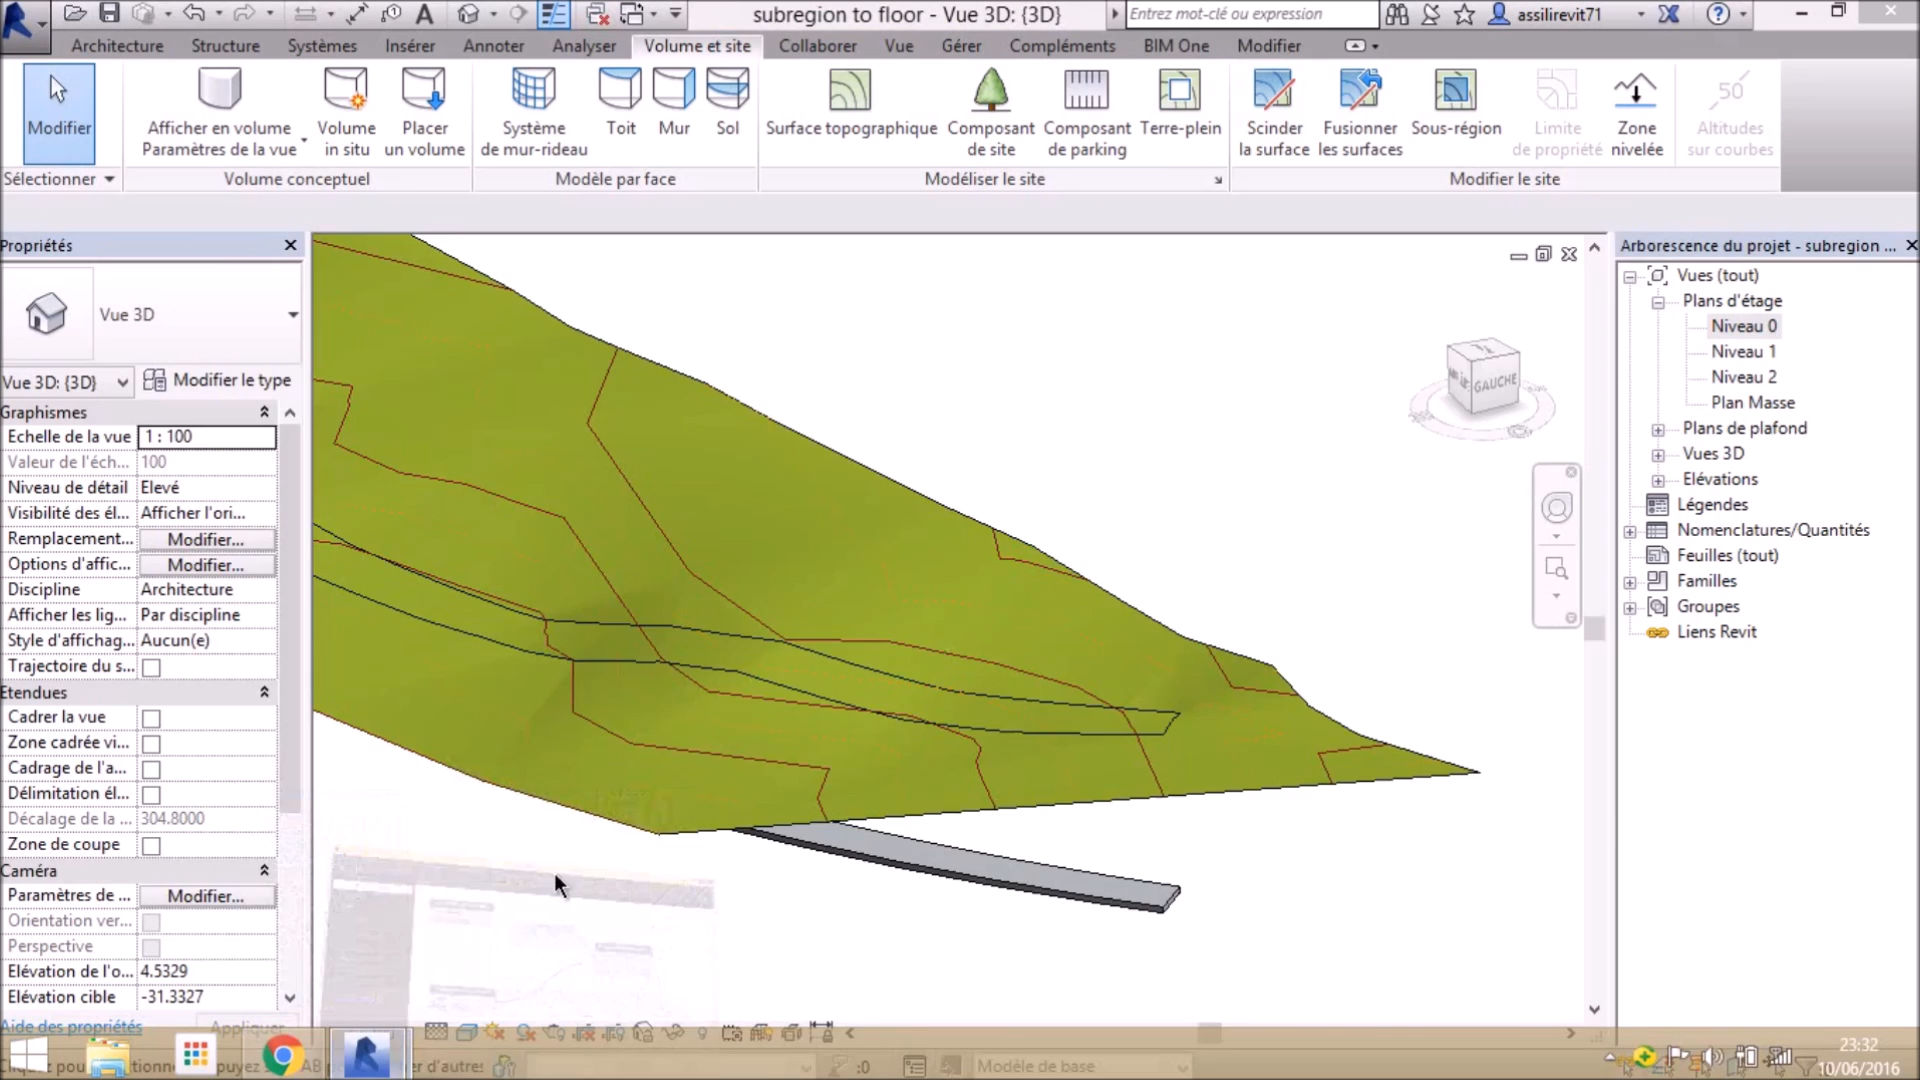 subregion to floor - Vue 3D: {3D}
Entrez mot-clé ou expression
assilirevit71
Architecture Structure Systèmes Insérer Annoter Analyser Volume et site Collaborer Vue Gérer Compléments BIM One Modifier
Modifier
Afficher en volume
Paramètres de la vue
Volume
in situ
Placer
un volume
Système
de mur-rideau
Toit
Mur
Sol
Surface topographique
Composant
de site
Composant
de parking
Terre-plein
Scinder
la surface
Fusionner
les surfaces
Sous-région
Limite
de propriété
Zone
nivelée
50
Altitudes
sur courbes
Sélectionner
Volume conceptuel
Modèle par face
Modéliser le site
Modifier le site
Propriétés
Vue 3D
Vue 3D: {3D}
Modifier le type
Graphismes
Echelle de la vue 1 : 100
Valeur de l'éch... 100
Niveau de détail Elevé
Visibilité des él... Afficher l'ori...
Remplacement... Modifier...
Options d'affic... Modifier...
Discipline Architecture
Afficher les lig... Par discipline
Style d'affichag... Aucun(e)
Trajectoire du s...
Etendues
Cadrer la vue
Zone cadrée vi...
Cadrage de l'a...
Délimitation él...
Décalage de la ... 304.8000
Zone de coupe
Caméra
Paramètres de ... Modifier...
Orientation ver...
Perspective
Elévation de l'o... 4.5329
Elévation cible -31.3327
Aide des propriétés
Appliquer
GAUCHE
Arborescence du projet - subregion ...
Vues (tout)
Plans d'étage
Niveau 0
Niveau 1
Niveau 2
Plan Masse
Plans de plafond
Vues 3D
Elévations
Légendes
Nomenclatures/Quantités
Feuilles (tout)
Familles
Groupes
Liens Revit
:0
Modèle de base
23:32
10/06/2016